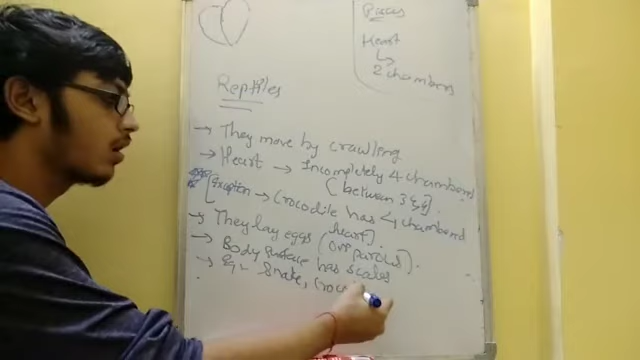 Pisces
Heart
↳
2 chambers
Reptiles
→ They move by crawling
→ Heart → Incompletely 4 chambered
(between 3 & 4).
[Exception → Crocodile has 4 chambered
heart].
→ They lay eggs (oviparous).
→ Body surface has scales
→ Eg - Snake, Croco